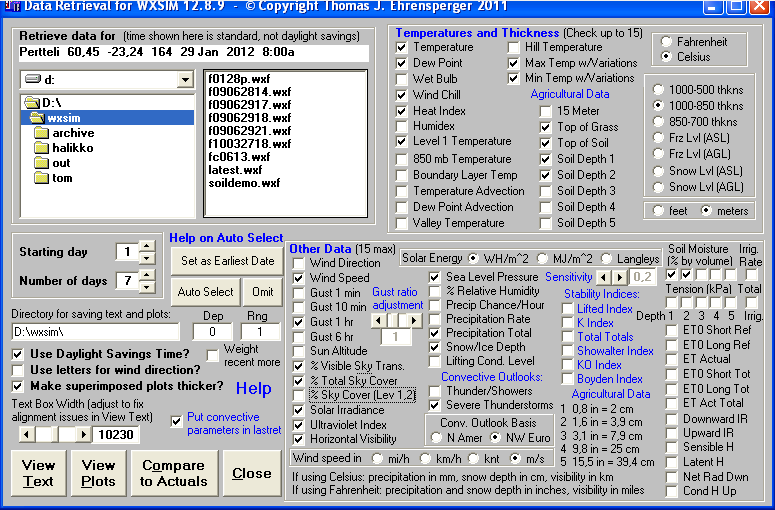 Data Retrieval for WXSIM 12.8.9 - © Copyright Thomas J. Ehrensperger 2011
Retrieve data for (time shown here is standard, not daylight savings)
Pertteli 60,45 -23,24 164 29 Jan 2012 8:00a
d:
D:\
wxsim
archive
halikko
out
tom
f0128p.wxf
f09062814.wxf
f09062917.wxf
f09062918.wxf
f09062921.wxf
f10032718.wxf
fc0613.wxf
latest.wxf
soildemo.wxf
Temperatures and Thickness (Check up to 15)
Temperature
Dew Point
Wet Bulb
Wind Chill
Heat Index
Humidex
Level 1 Temperature
850 mb Temperature
Boundary Layer Temp
Temperature Advection
Dew Point Advection
Valley Temperature
Hill Temperature
Max Temp w/Variations
Min Temp w/Variations
Agricultural Data
15 Meter
Top of Grass
Top of Soil
Soil Depth 1
Soil Depth 2
Soil Depth 3
Soil Depth 4
Soil Depth 5
Fahrenheit
Celsius
1000-500 thkns
1000-850 thkns
850-700 thkns
Frz Lvl (ASL)
Frz Lvl (AGL)
Snow Lvl (ASL)
Snow Lvl (AGL)
feet meters
Starting day 1
Number of days 7
Help on Auto Select
Set as Earliest Date
Auto Select Omit
Directory for saving text and plots:
D:\wxsim\
Dep Rng
0 1
Use Daylight Savings Time?
Weight recent more
Use letters for wind direction?
Make superimposed plots thicker?
Help
Text Box Width (adjust to fix
alignment issues in View Text)
10230
Put convective
parameters in lastret
View Text
View Plots
Compare to Actuals
Close
Other Data (15 max)
Wind Direction
Wind Speed
Gust 1 min
Gust 10 min
Gust 1 hr
Gust 6 hr
Sun Altitude
% Visible Sky Trans.
% Total Sky Cover
% Sky Cover (Lev 1,2)
Solar Irradiance
Ultraviolet Index
Horizontal Visibility
Gust ratio
adjustment
1
Solar Energy WH/m^2 MJ/m^2 Langleys
Sea Level Pressure
% Relative Humidity
Precip Chance/Hour
Precipitation Rate
Precipitation Total
Snow/Ice Depth
Lifting Cond. Level
Convective Outlooks:
Thunder/Showers
Severe Thunderstorms
Conv. Outlook Basis
N Amer NW Euro
Sensitivity 0,2
Stability Indices:
Lifted Index
K Index
Total Totals
Showalter Index
KO Index
Boyden Index
Agricultural Data
1 0,8 in = 2 cm
2 1,6 in = 3,9 cm
3 3,1 in = 7,9 cm
4 9,8 in = 25 cm
5 15,5 in = 39,4 cm
Wind speed in mi/h km/h knt m/s
If using Celsius: precipitation in mm, snow depth in cm, visibility in km
If using Fahrenheit: precipitation and snow depth in inches, visibility in miles
Soil Moisture
(% by volume)
Irrig.
Rate
Tension (kPa) Total
Depth 1 2 3 4 5 Irrig.
ET0 Short Ref
ET0 Long Ref
ET Actual
ET0 Short Tot
ET0 Long Tot
ET Act Total
Downward IR
Upward IR
Sensible H
Latent H
Net Rad Dwn
Cond H Up